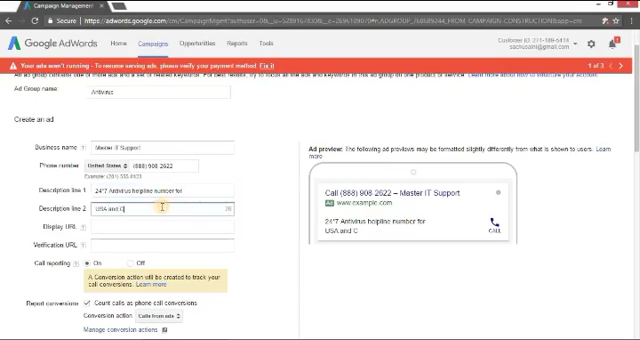 Campaign Management
https://adwords.google.com/cm/CampaignMgmt?authuser=0&
Google AdWords
Home
Campaigns
Opportunities
Reports
Tools
Customer ID:
Your ads won't running - To resume serving ads, please verify your payment method. Fix it
1 of 3
Ad Group name
Antivirus
Create an ad
Business name ?
Master IT Support
Phone number
United States
(888) 908-2622
Example: (201) 555-0123
Description line 1
24*7 Antivirus helpline number for
Description line 2
USA and C
Display URL ?
Verification URL ?
Call reporting ?
On
Off
A Conversion action will be created to track your
call conversions. Learn more
Report conversions
Count calls as phone call conversions
Conversion action
Calls from ads
Manage conversion actions
Ad preview: The following ad previews may be formatted slightly differently from what is shown to users. Learn
more
Call (888) 908-2622 – Master IT Support
Ad www.example.com
24*7 Antivirus helpline number for
USA and C
CALL